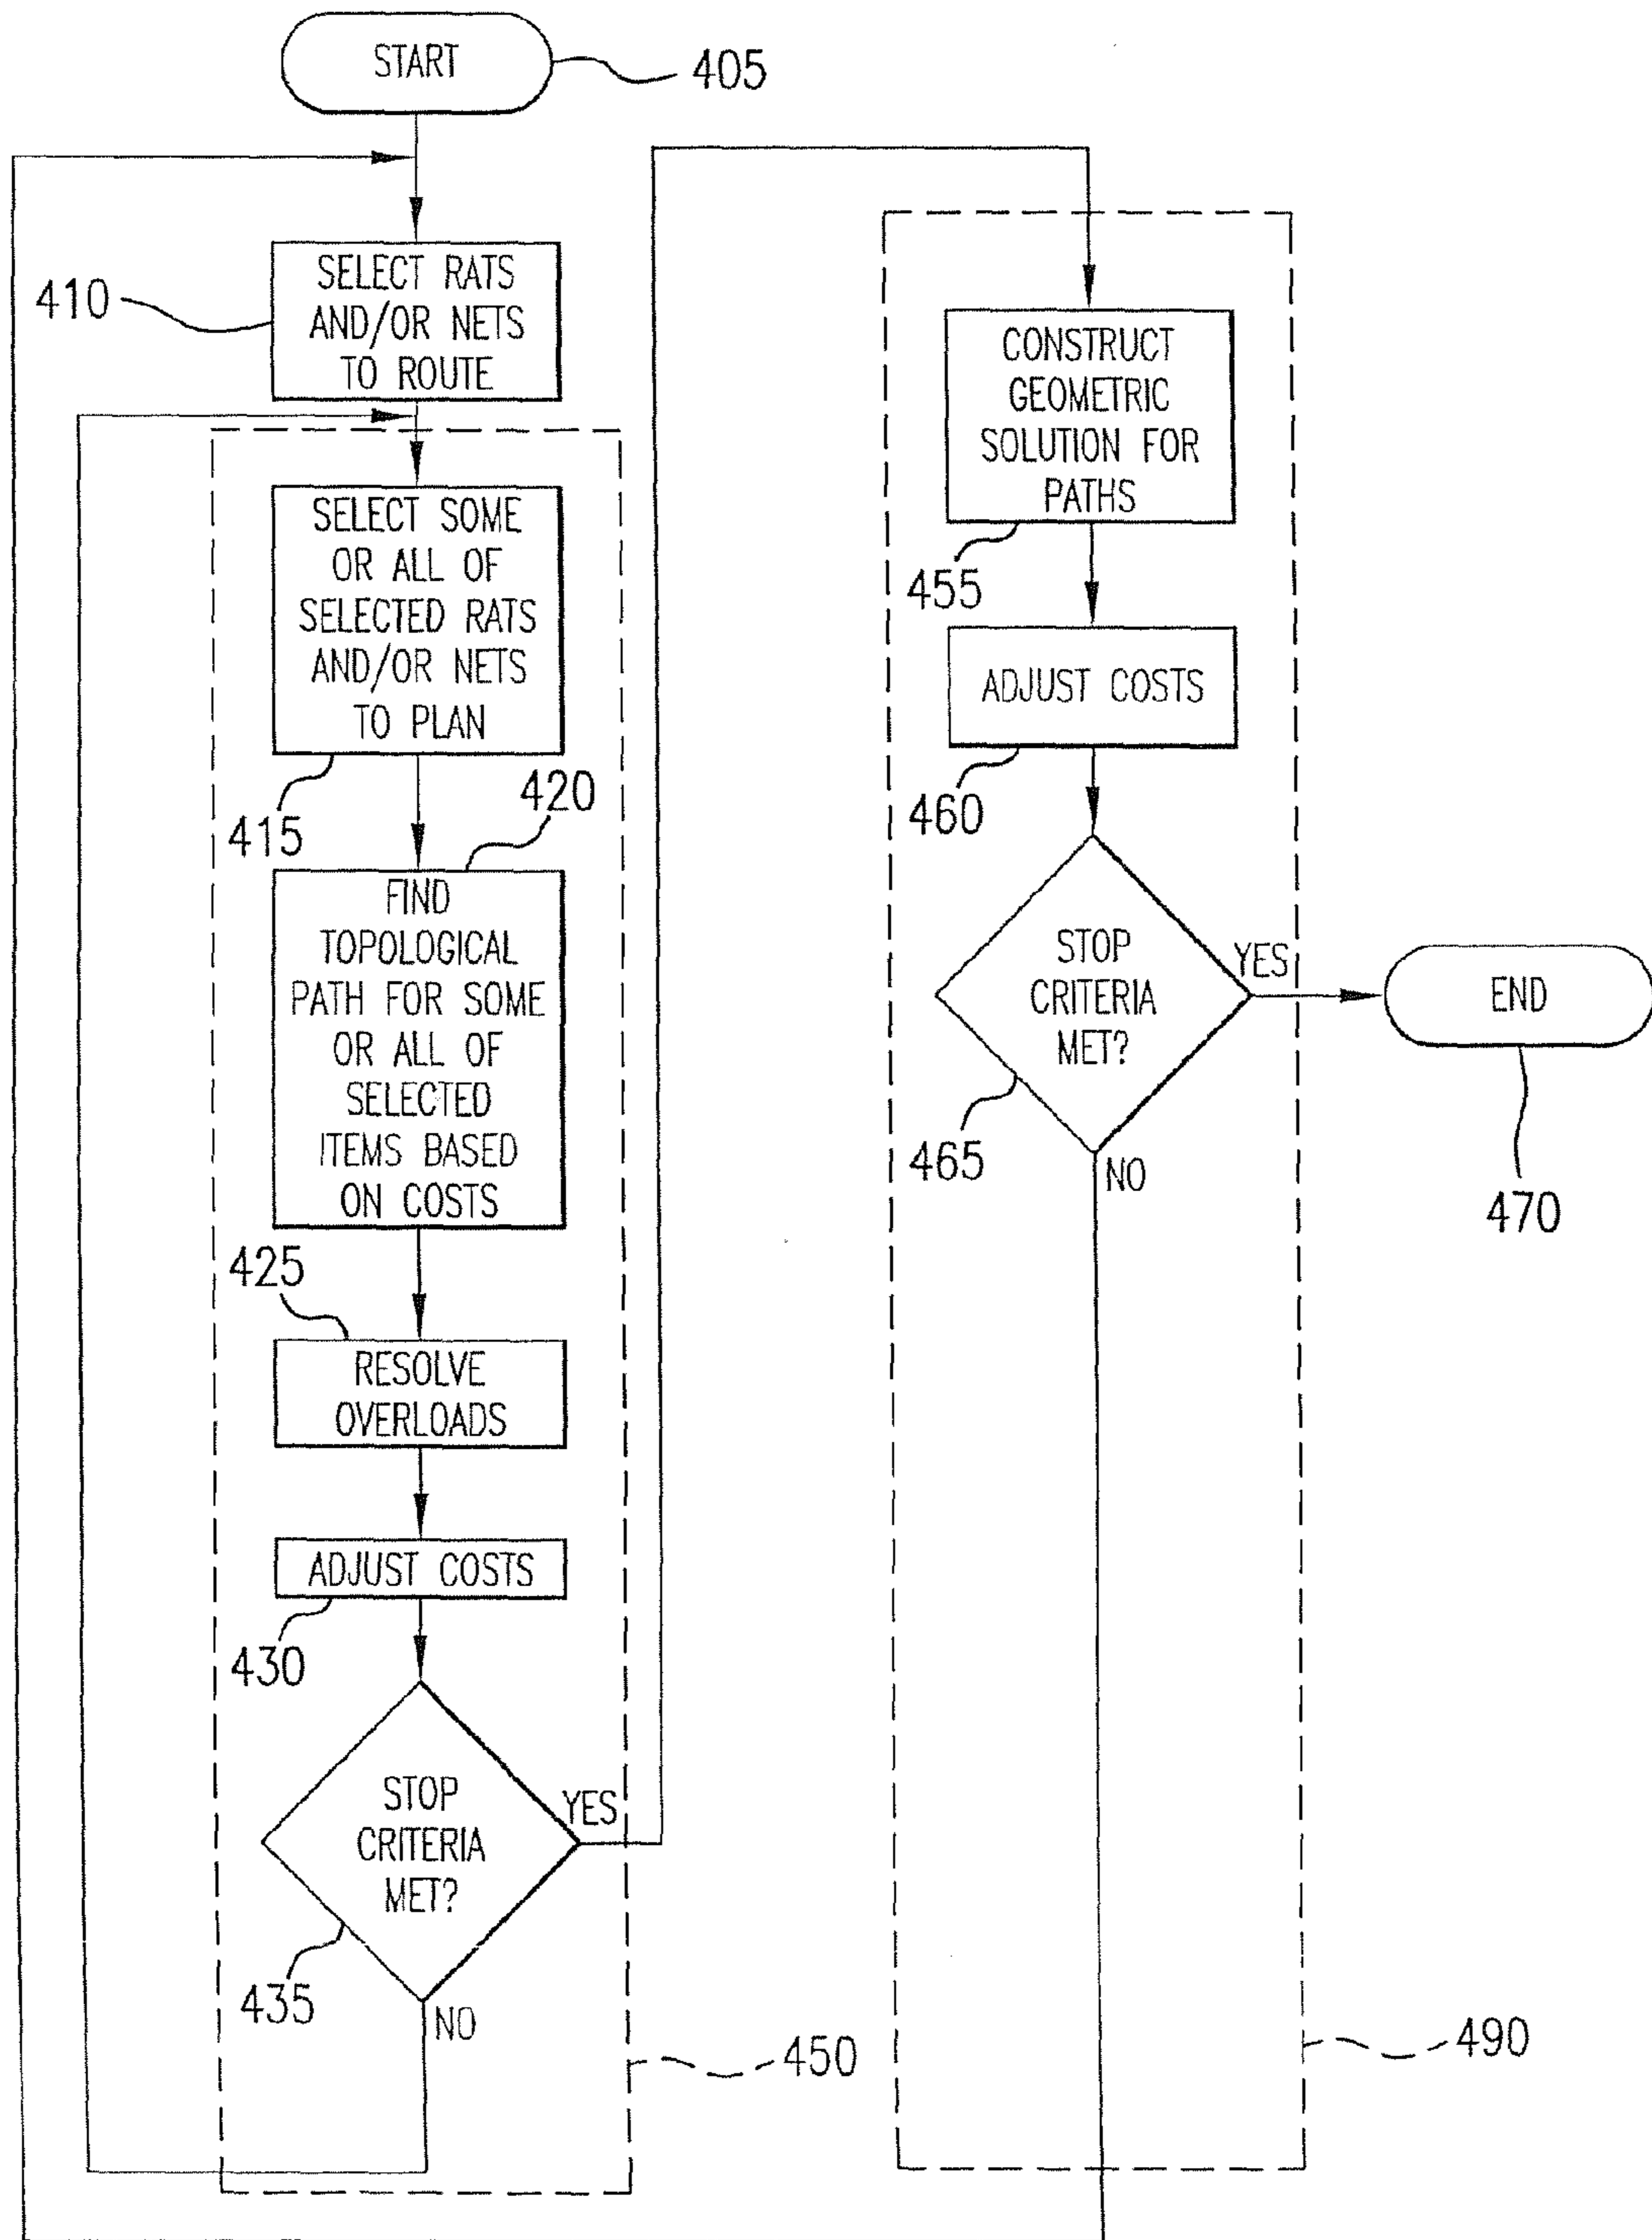 START
405
410
SELECT RATS
AND/OR NETS
TO ROUTE
SELECT SOME
OR ALL OF
SELECTED RATS
AND/OR NETS
TO PLAN
415
420
FIND
TOPOLOGICAL
PATH FOR SOME
OR ALL OF
SELECTED
ITEMS BASED
ON COSTS
425
RESOLVE
OVERLOADS
ADJUST COSTS
430
STOP
CRITERIA
MET?
YES
435
NO
450
CONSTRUCT
GEOMETRIC
SOLUTION FOR
PATHS
455
ADJUST COSTS
460
STOP
CRITERIA
MET?
YES
465
NO
END
470
490